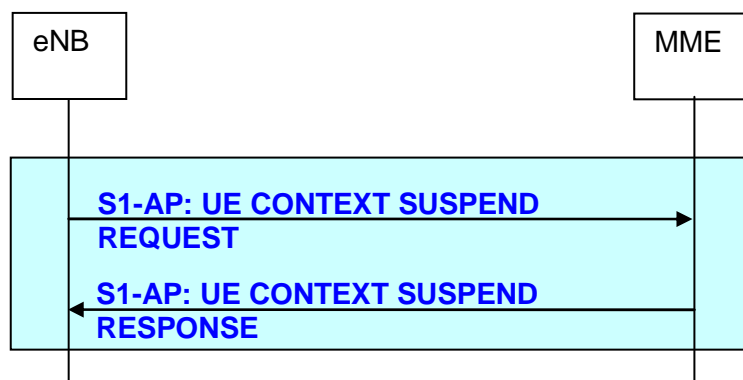 eNB
MME
S1-AP: UE CONTEXT SUSPEND
REQUEST
S1-AP: UE CONTEXT SUSPEND
RESPONSE